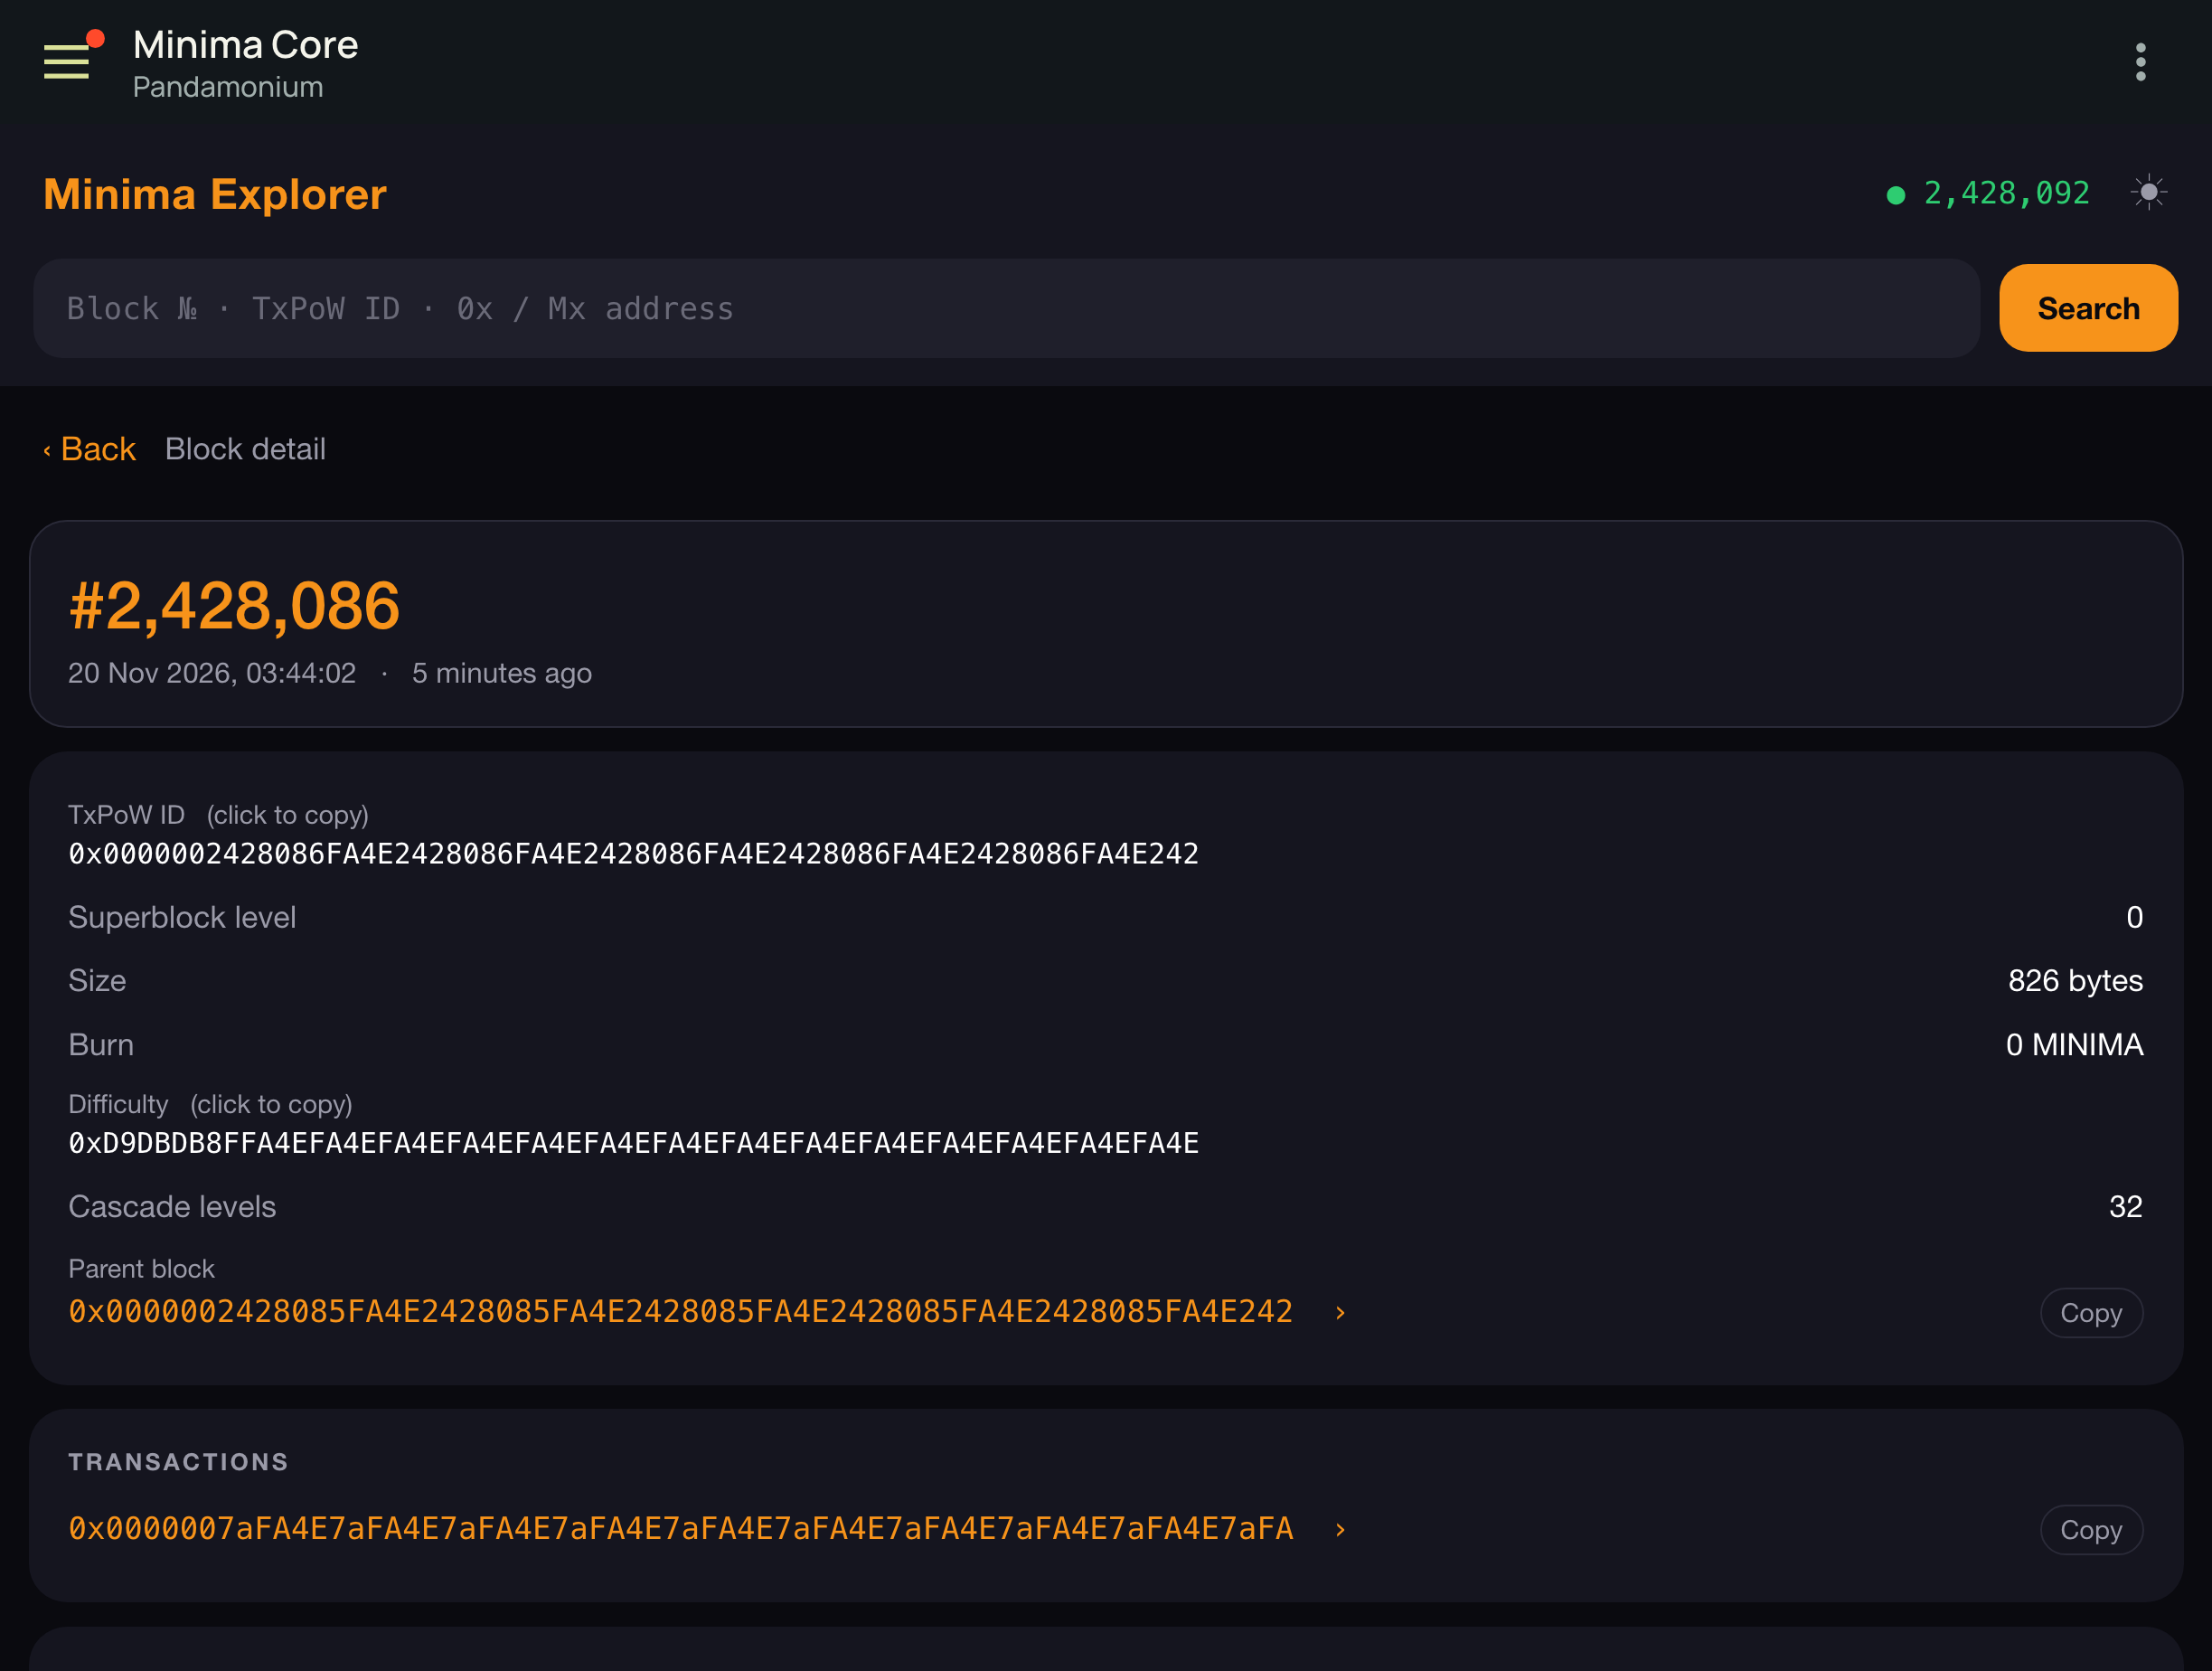 Minima Core
Pandamonium
Minima Explorer
2,428,092
Block № · TxPoW ID · 0x / Mx address
Search
‹ Back Block detail
#2,428,086
20 Nov 2026, 03:44:02 · 5 minutes ago
TxPoW ID (click to copy)
0x0000002428086FA4E2428086FA4E2428086FA4E2428086FA4E2428086FA4E242
Superblock level 0
Size 826 bytes
Burn 0 MINIMA
Difficulty (click to copy)
0xD9DBDB8FFA4EFA4EFA4EFA4EFA4EFA4EFA4EFA4EFA4EFA4EFA4EFA4EFA4EFA4E
Cascade levels 32
Parent block
0x0000002428085FA4E2428085FA4E2428085FA4E2428085FA4E2428085FA4E242 › Copy
TRANSACTIONS
0x0000007aFA4E7aFA4E7aFA4E7aFA4E7aFA4E7aFA4E7aFA4E7aFA4E7aFA4E7aFA › Copy